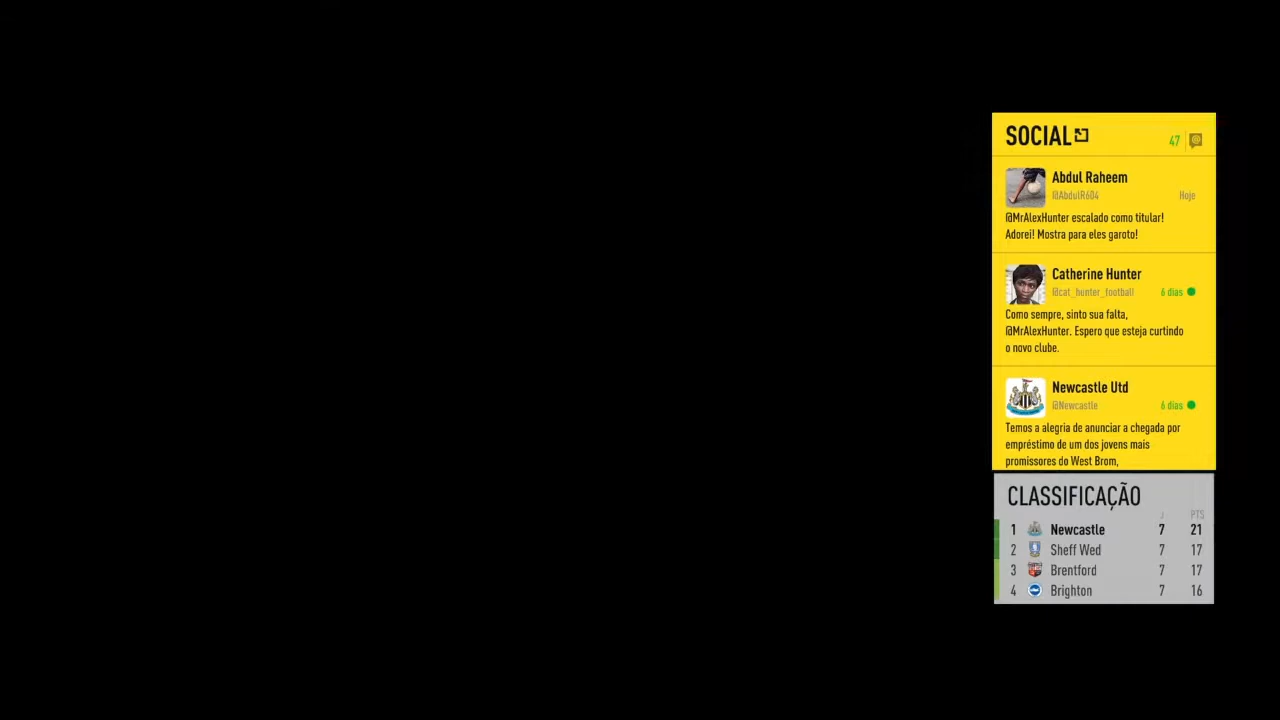 SOCIAL
47
Abdul Raheem
@AbdulR604 Hoje
@MrAlexHunter escalado como titular!
Adorei! Mostra para eles garoto!
Catherine Hunter
@cat_hunter_football 6 dias
Como sempre, sinto sua falta,
@MrAlexHunter. Espero que esteja curtindo
o novo clube.
Newcastle Utd
@Newcastle 6 dias
Temos a alegria de anunciar a chegada por
empréstimo de um dos jovens mais
promissores do West Brom,
CLASSIFICAÇÃO
J PTS
1 Newcastle 7 21
2 Sheff Wed 7 17
3 Brentford 7 17
4 Brighton 7 16